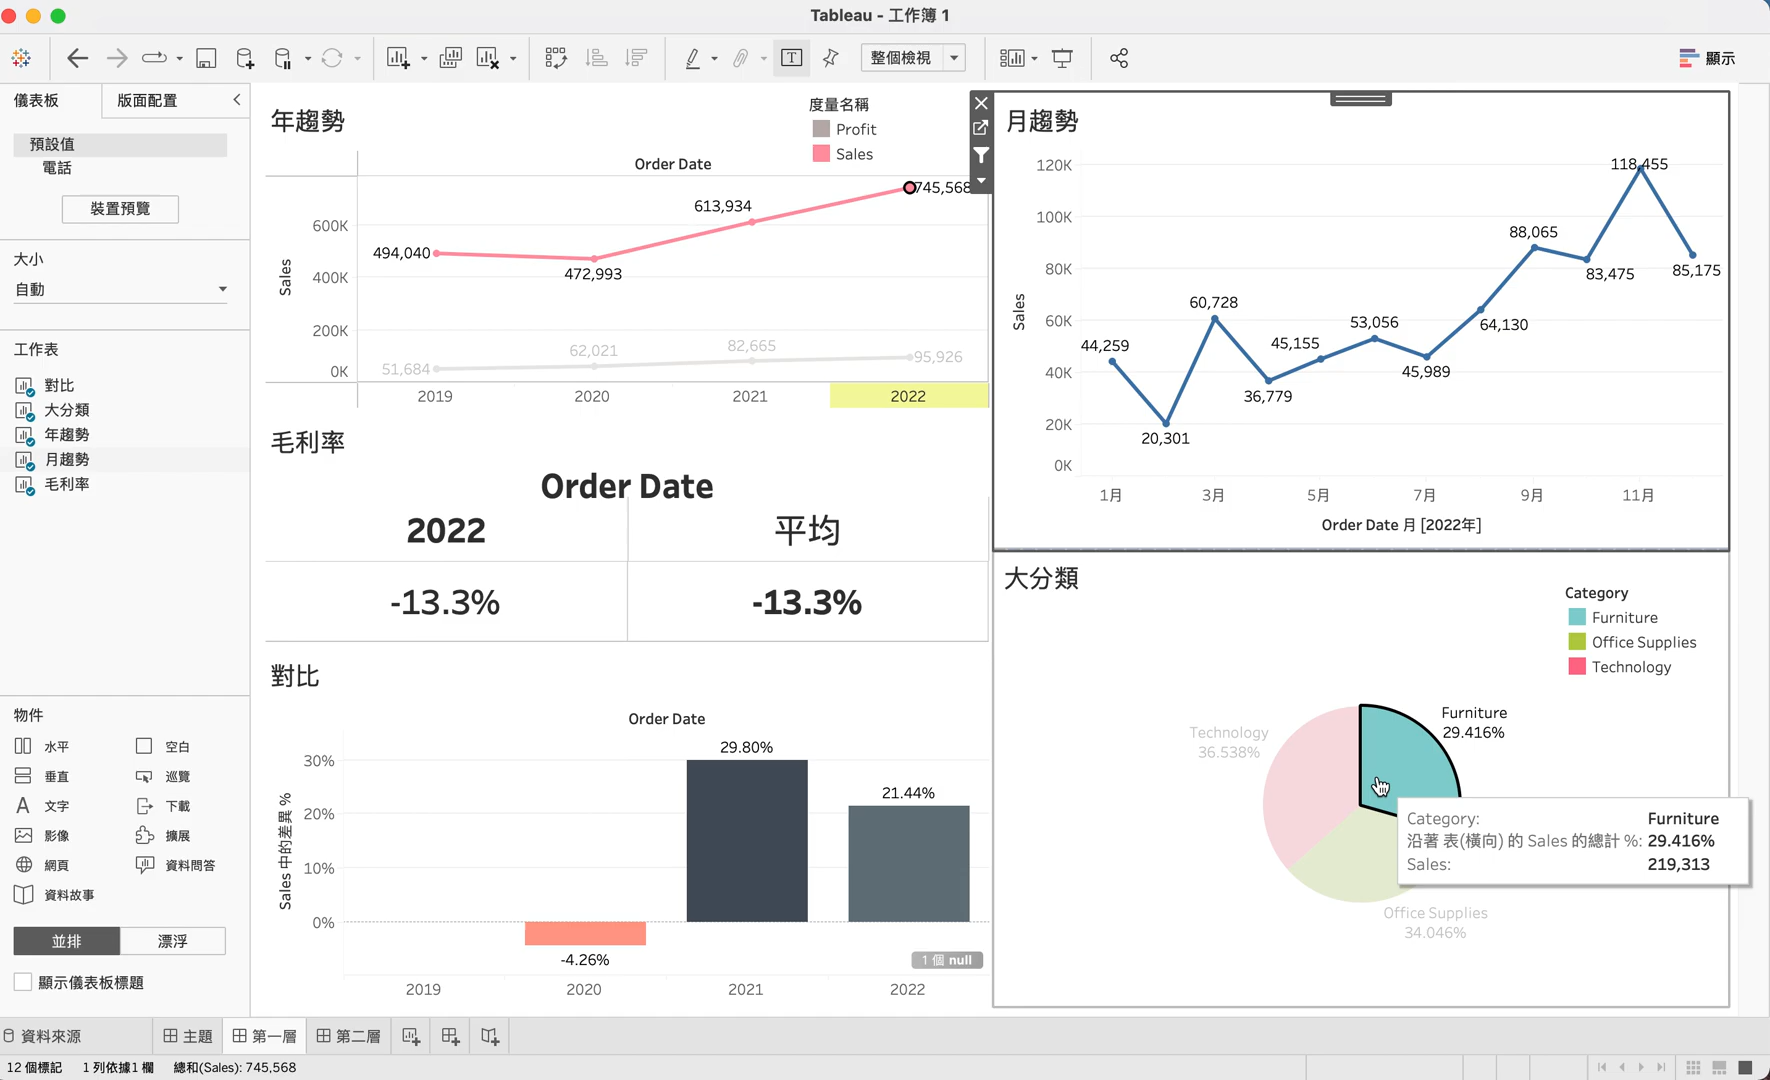 Tableau - 工作簿 1
整個檢視
顯示
儀表板
版面配置
預設值
電話
裝置預覽
大小
自動
工作表
對比
大分類
年趨勢
月趨勢
毛利率
物件
水平
空白
垂直
巡覽
A 文字
下載
影像
擴展
網頁
資料問答
資料故事
並排
漂浮
顯示儀表板標題
年趨勢
度量名稱
Profit
Sales
Order Date
745,568
613,934
600K
494,040
472,993
400K
Sales
200K
82,665
62,021
95,926
51,684
0K
2019
2020
2021
2022
毛利率
Order Date
2022
平均
-13.3%
-13.3%
對比
Order Date
29.80%
30%
21.44%
20%
Sales 中的差異 %
10%
0%
-4.26%
1 個 null
2019
2020
2021
2022
月趨勢
120K
118,455
100K
88,065
80K
83,475
85,175
60,728
Sales
60K
53,056
64,130
44,259
45,155
45,989
40K
36,779
20K
20,301
0K
1月
3月
5月
7月
9月
11月
Order Date 月 [2022年]
大分類
Category
Furniture
Office Supplies
Technology
Furniture
29.416%
Technology
36.538%
Category: Furniture
沿著 表(橫向) 的 Sales 的總計 %: 29.416%
Sales: 219,313
Office Supplies
34.046%
資料來源
主題
第一層
第二層
12 個標記
1 列依據1 欄
總和(Sales): 745,568